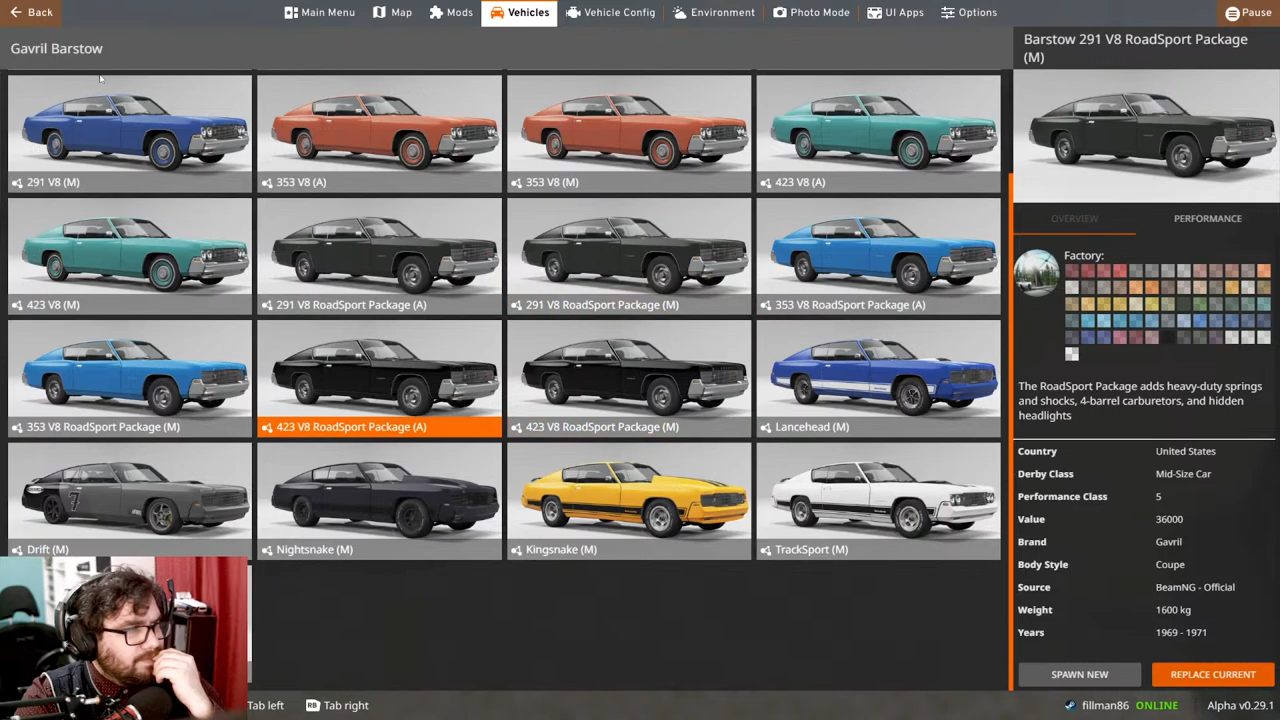 Back
Main Menu
Map
Mods
Vehicles
Vehicle Config
Environment
Photo Mode
UI Apps
Options
Pause
Gavril Barstow
291 V8 (M)
353 V8 (A)
353 V8 (M)
423 V8 (A)
423 V8 (M)
291 V8 RoadSport Package (A)
291 V8 RoadSport Package (M)
353 V8 RoadSport Package (A)
353 V8 RoadSport Package (M)
423 V8 RoadSport Package (A)
423 V8 RoadSport Package (M)
Lancehead (M)
7
Drift (M)
Nightsnake (M)
Kingsnake (M)
TrackSport (M)
Barstow 291 V8 RoadSport Package
(M)
OVERVIEW
PERFORMANCE
Factory:
The RoadSport Package adds heavy-duty springs
and shocks, 4-barrel carburetors, and hidden
headlights
Country United States
Derby Class Mid-Size Car
Performance Class 5
Value 36000
Brand Gavril
Body Style Coupe
Source BeamNG - Official
Weight 1600 kg
Years 1969 - 1971
SPAWN NEW
REPLACE CURRENT
Tab left
RB Tab right
fillman86 ONLINE
Alpha v0.29.1